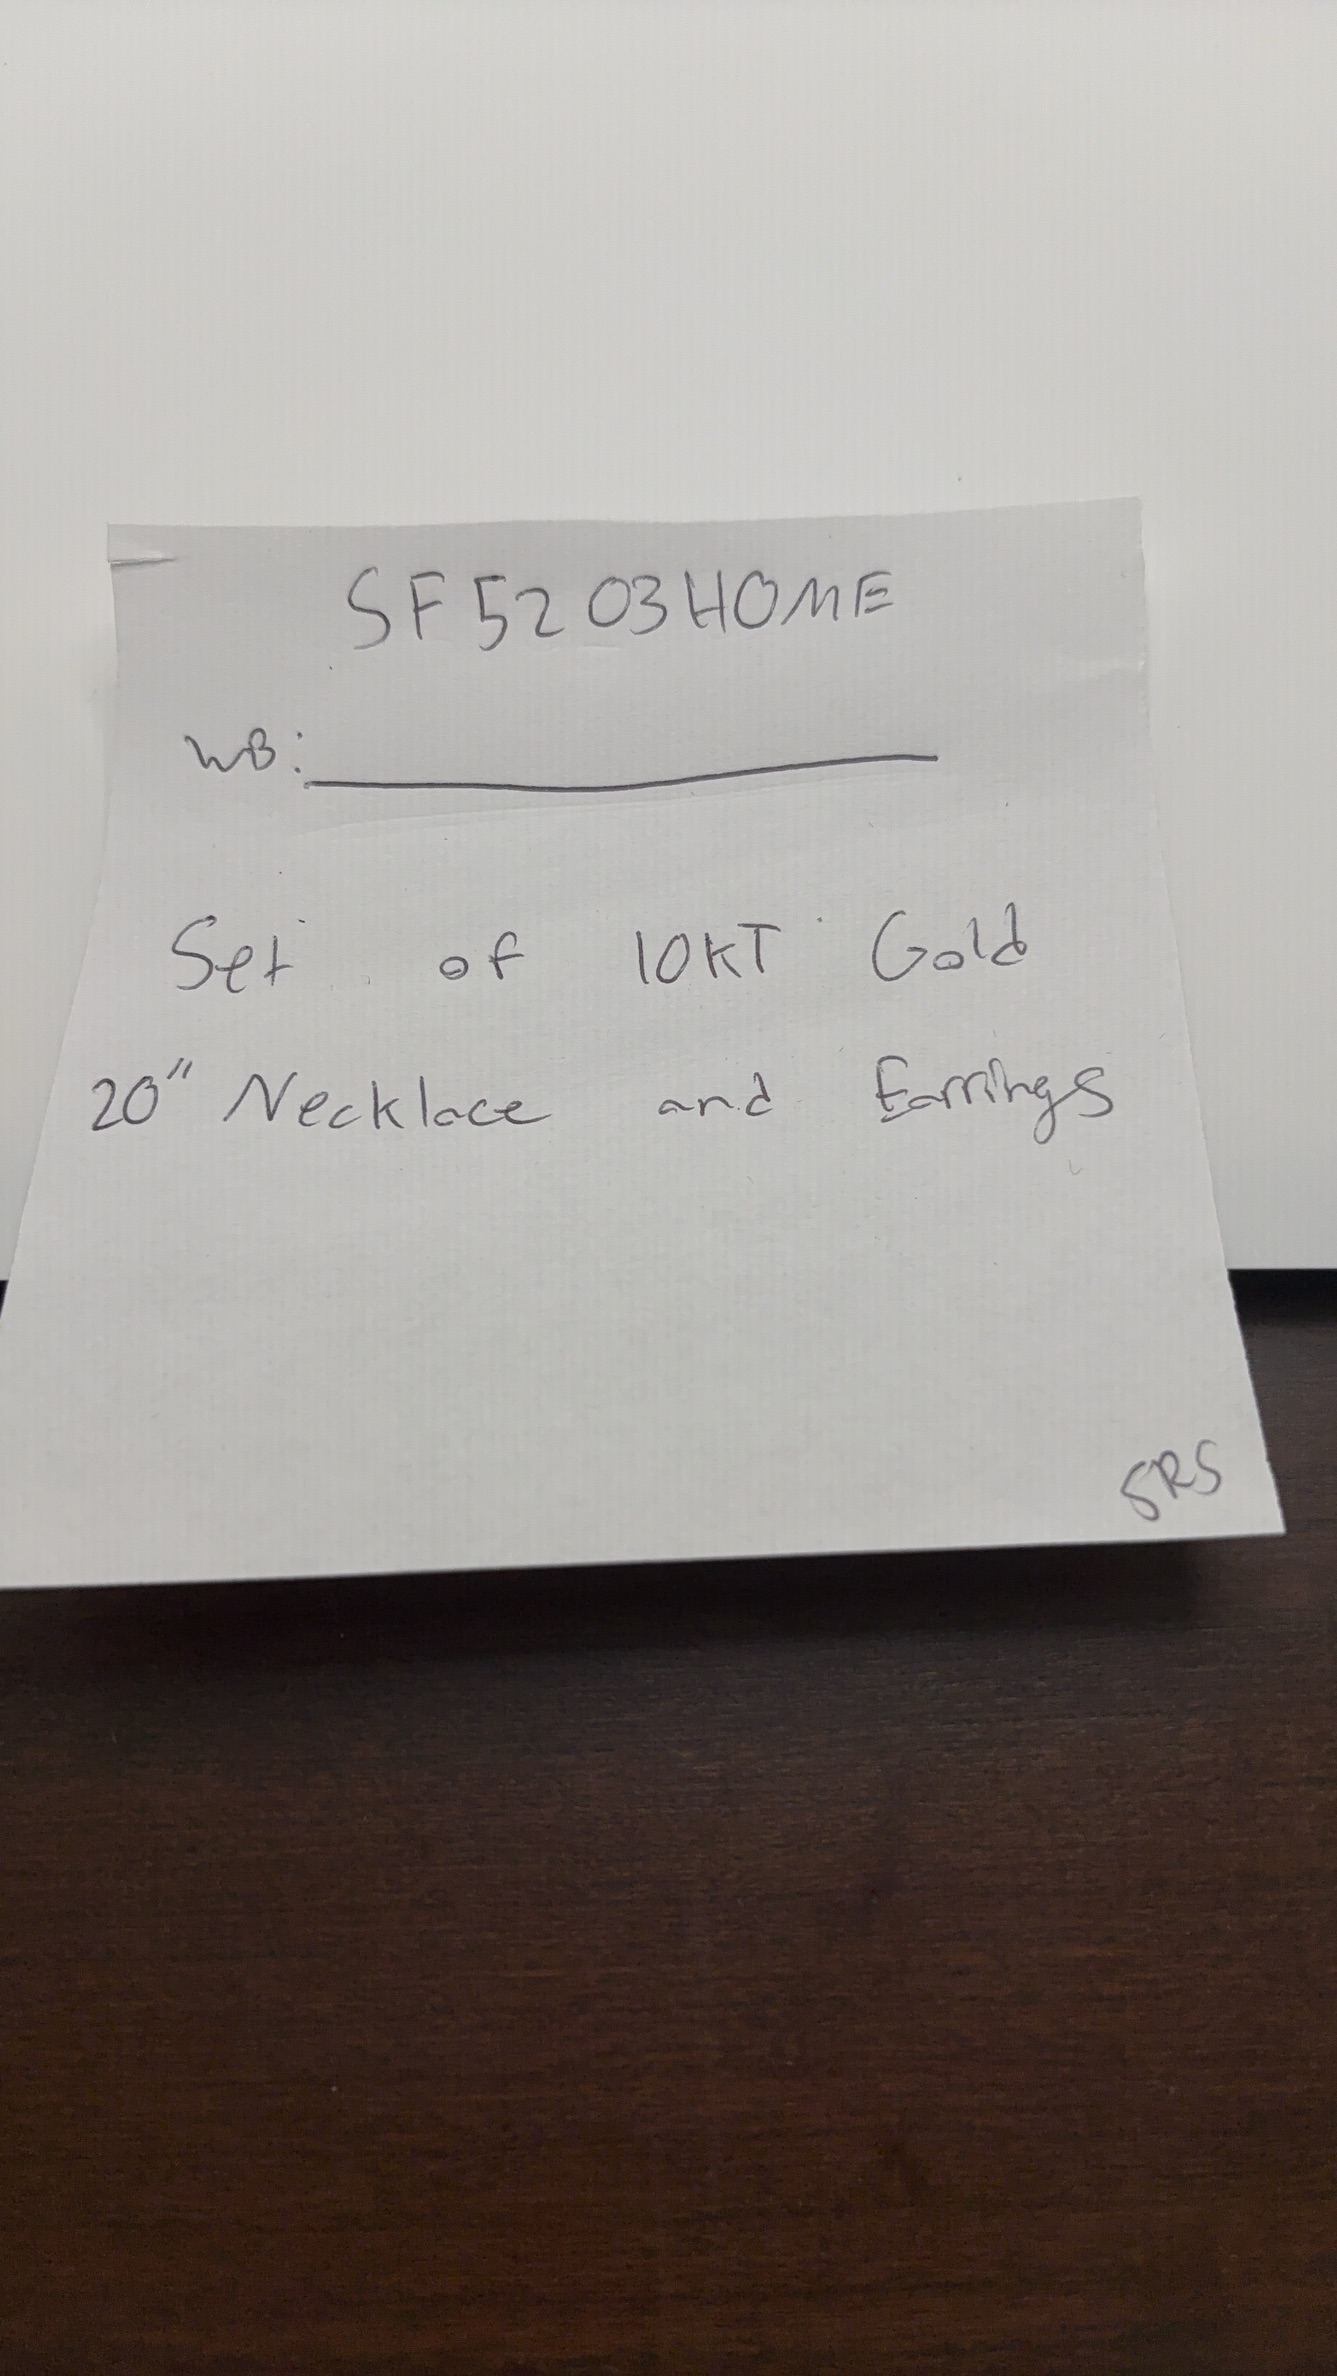 SF5203HOME
WB:
Set of 10KT Gold
20" Necklace and Earrings
SRS